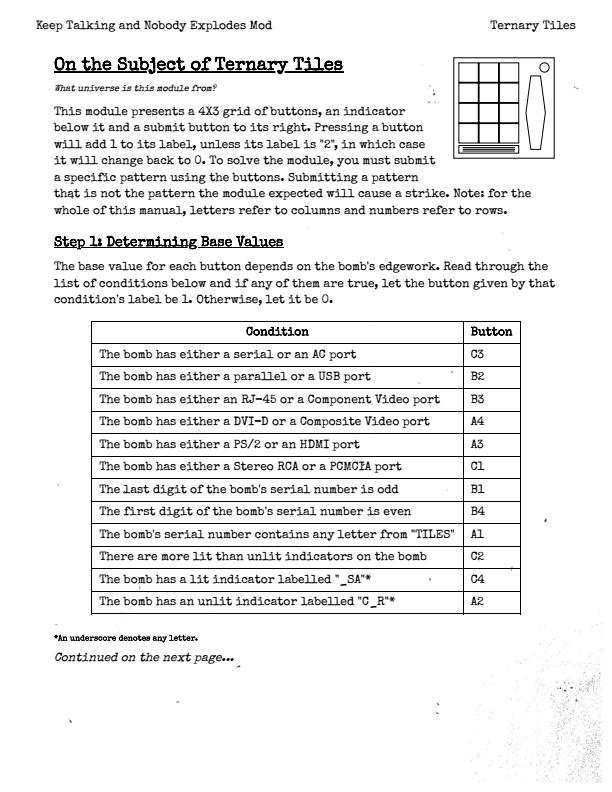 Keep Talking and Nobody Explodes Mod Ternary Tiles
On the Subject of Ternary Tiles
What universe is this module from?
This module presents a 4X3 grid of buttons, an indicator
below it and a submit button to its right. Pressing a button
will add 1 to its label, unless its label is "2", in which case
it will change back to 0. To solve the module, you must submit
a specific pattern using the buttons. Submitting a pattern
that is not the pattern the module expected will cause a strike. Note: for the
whole of this manual, letters refer to columns and numbers refer to rows.
Step 1: Determining Base Values
The base value for each button depends on the bomb's edgework. Read through the
list of conditions below and if any of them are true, let the button given by that
condition's label be 1. Otherwise, let it be 0.
Condition Button
The bomb has either a serial or an AC port C3
The bomb has either a parallel or a USB port B2
The bomb has either an RJ-45 or a Component Video port B3
The bomb has either a DVI-D or a Composite Video port A4
The bomb has either a PS/2 or an HDMI port A3
The bomb has either a Stereo RCA or a PCMCIA port C1
The last digit of the bomb's serial number is odd B1
The first digit of the bomb's serial number is even B4
The bomb's serial number contains any letter from "TILES" A1
There are more lit than unlit indicators on the bomb C2
The bomb has a lit indicator labelled "_SA"* C4
The bomb has an unlit indicator labelled "C_R"* A2
*An underscore denotes any letter.
Continued on the next page...